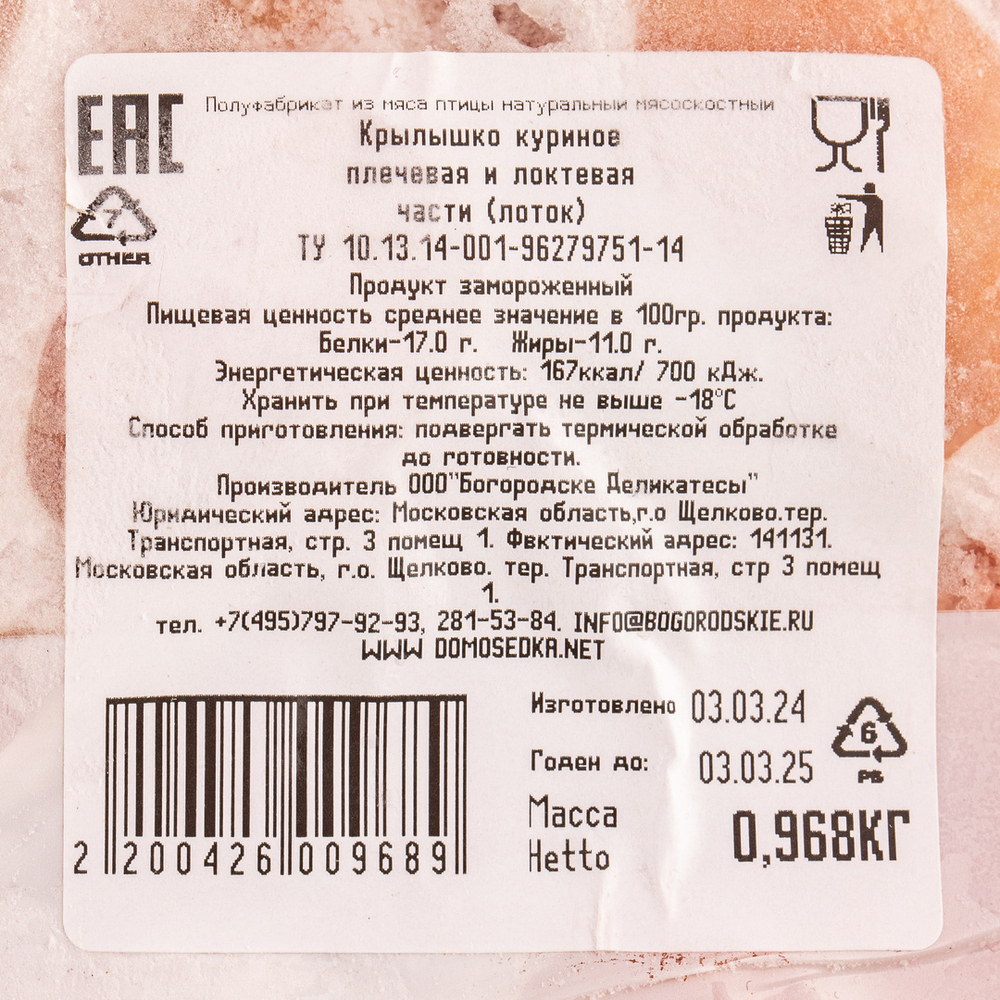 EAC
Полуфабрикат из мяса птицы натуральный мясокостный
Крылышко куриное
плечевая и локтевая
части (лоток)
ТУ 10.13.14-001-96279751-14
7
OTHER
Продукт замороженный
Пищевая ценность среднее значение в 100гр. продукта:
Белки-17.0 г. Жиры-11.0 г.
Энергетическая ценность: 167ккал/ 700 кДж.
Хранить при температуре не выше -18°С
Способ приготовления: подвергать термической обработке
до готовности.
Производитель ООО"Богородске Деликатесы"
Юридический адрес: Московская область,г.о Щелково.тер.
Транспортная, стр. 3 помещ 1. Фвктический адрес: 141131.
Московская область, г.о. Щелково. тер. Транспортная, стр 3 помещ
1.
тел. +7(495)797-92-93, 281-53-84. INFO@BOGORODSKIE.RU
WWW DOMOSEDKA.NET
Изготовлено 03.03.24
Годен до: 03.03.25
6
PS
Масса
Нетто
0,968КГ
2 200426 009689